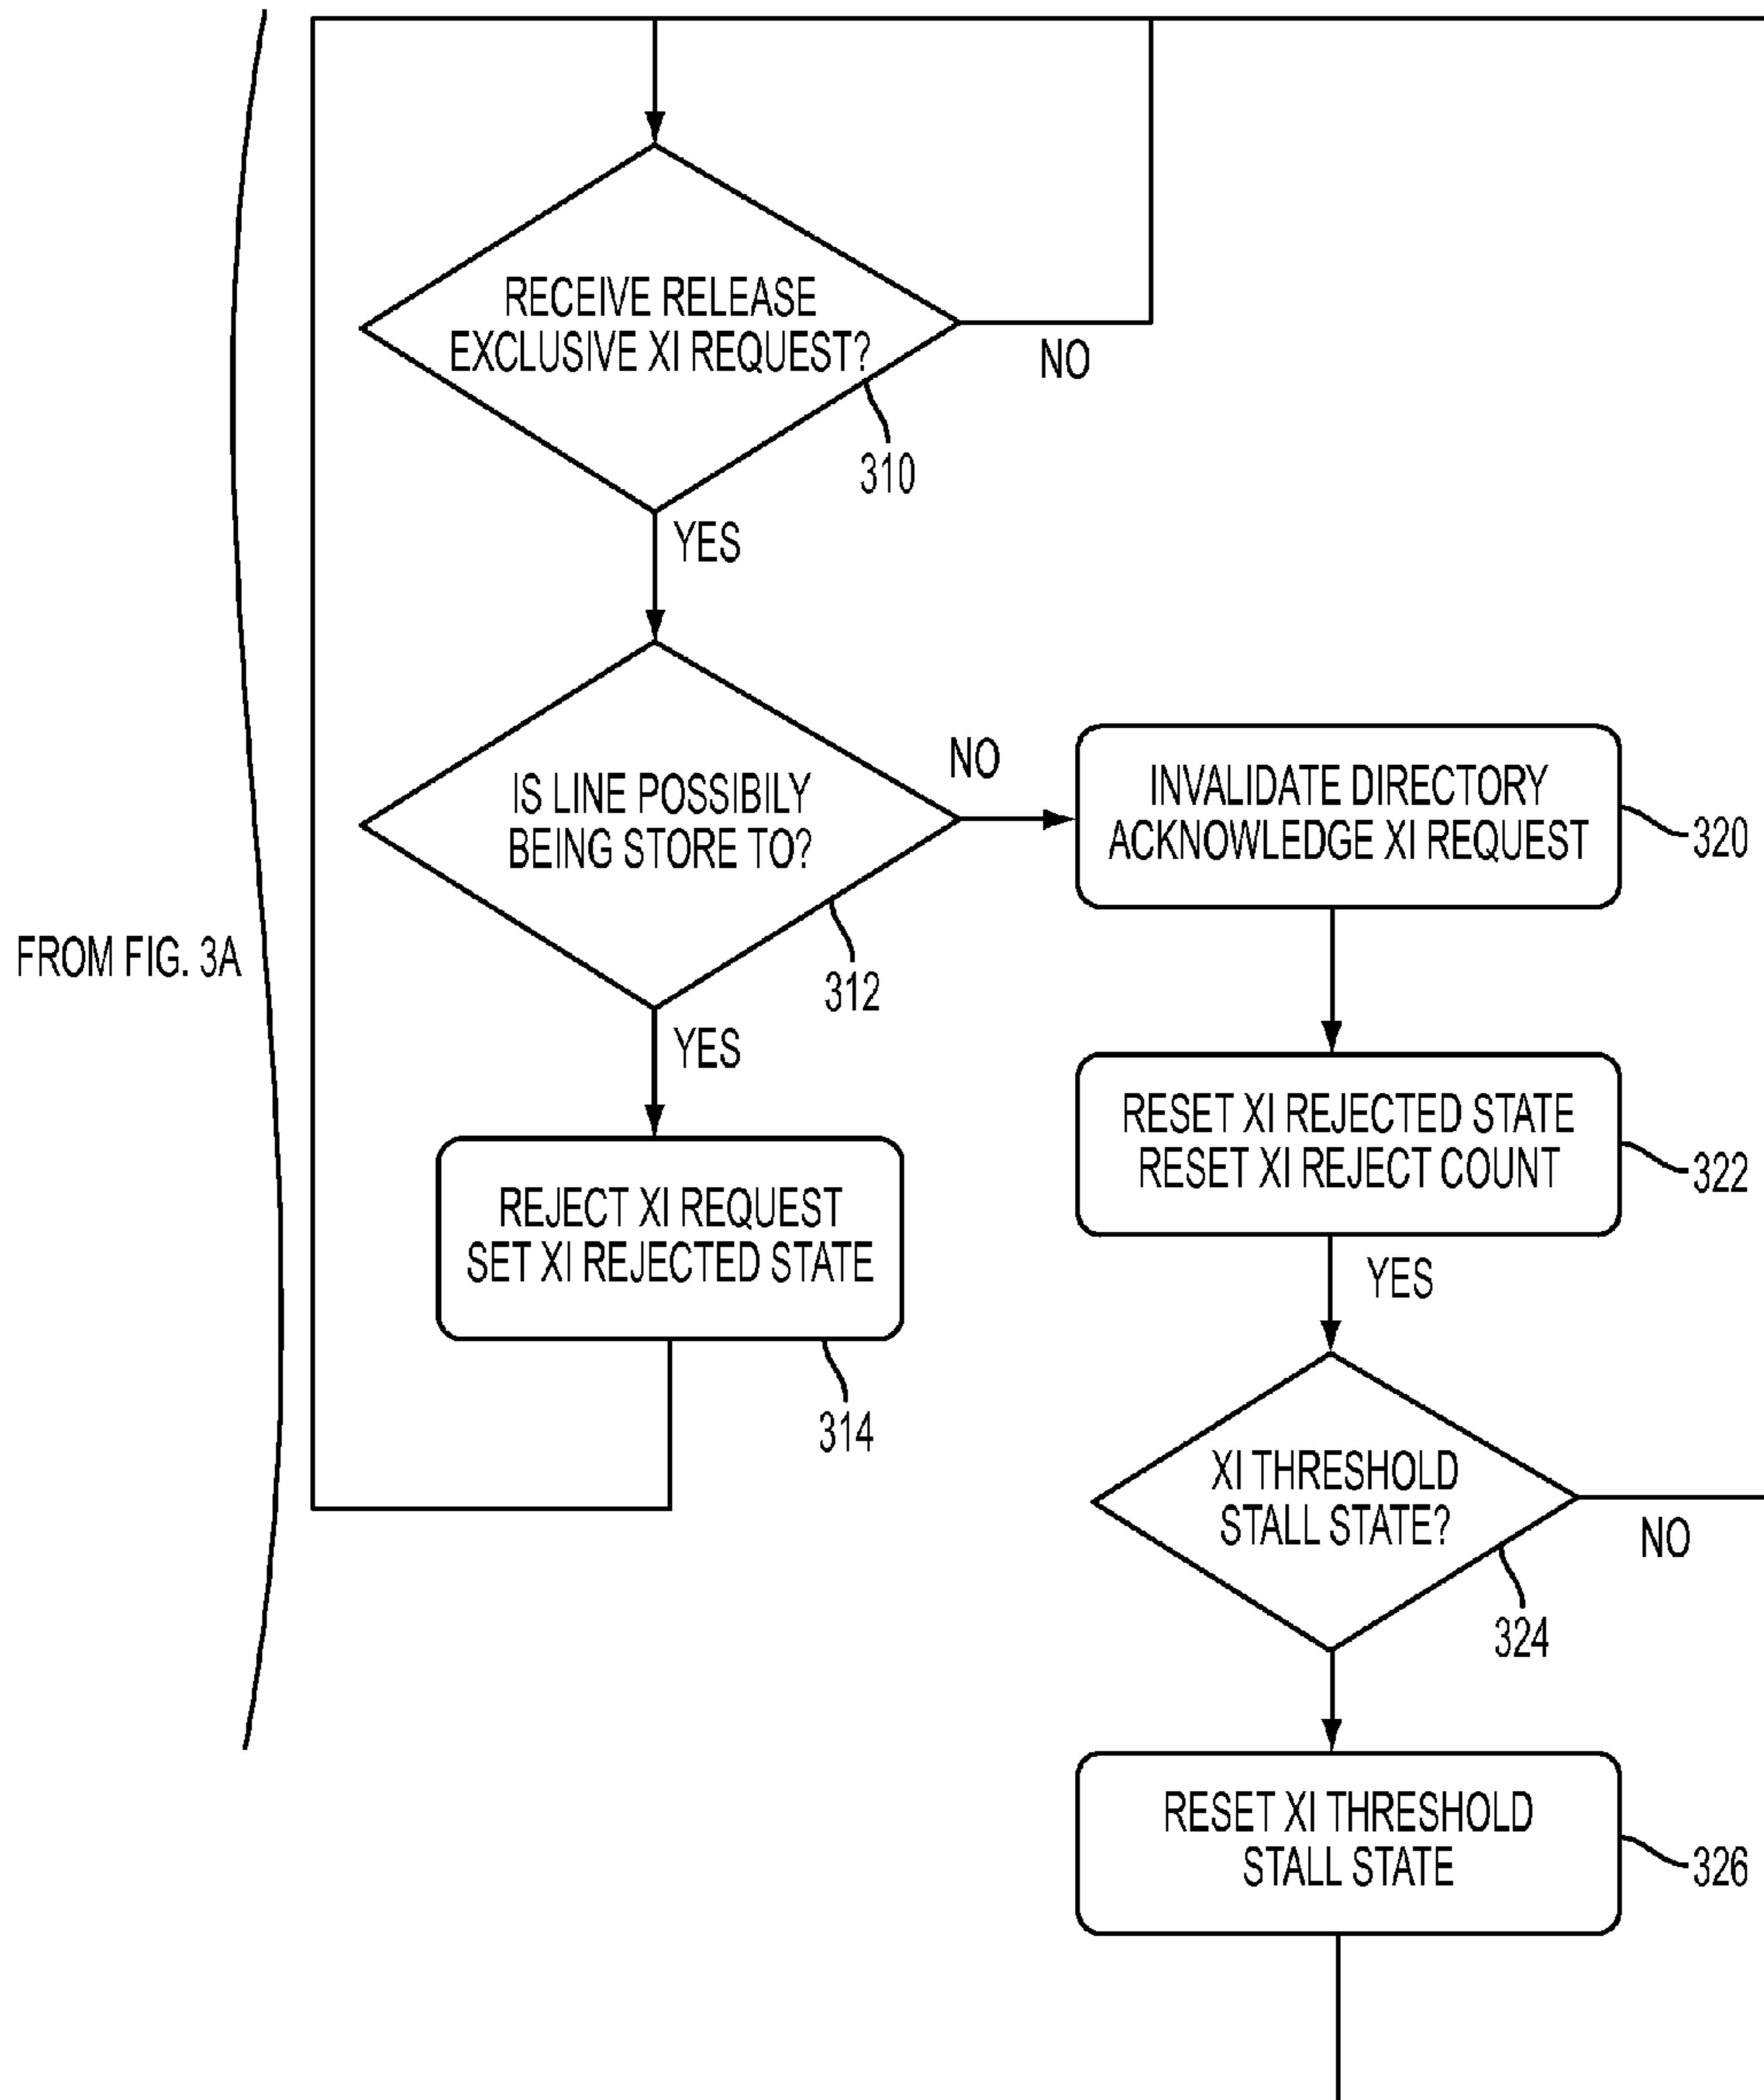 RECEIVE RELEASE
EXCLUSIVE XI REQUEST?
NO
310
YES
IS LINE POSSIBILY
BEING STORE TO?
NO
312
INVALIDATE DIRECTORY
ACKNOWLEDGE XI REQUEST
320
FROM FIG. 3A
YES
REJECT XI REQUEST
SET XI REJECTED STATE
314
RESET XI REJECTED STATE
RESET XI REJECT COUNT
322
YES
XI THRESHOLD
STALL STATE?
NO
324
RESET XI THRESHOLD
STALL STATE
326